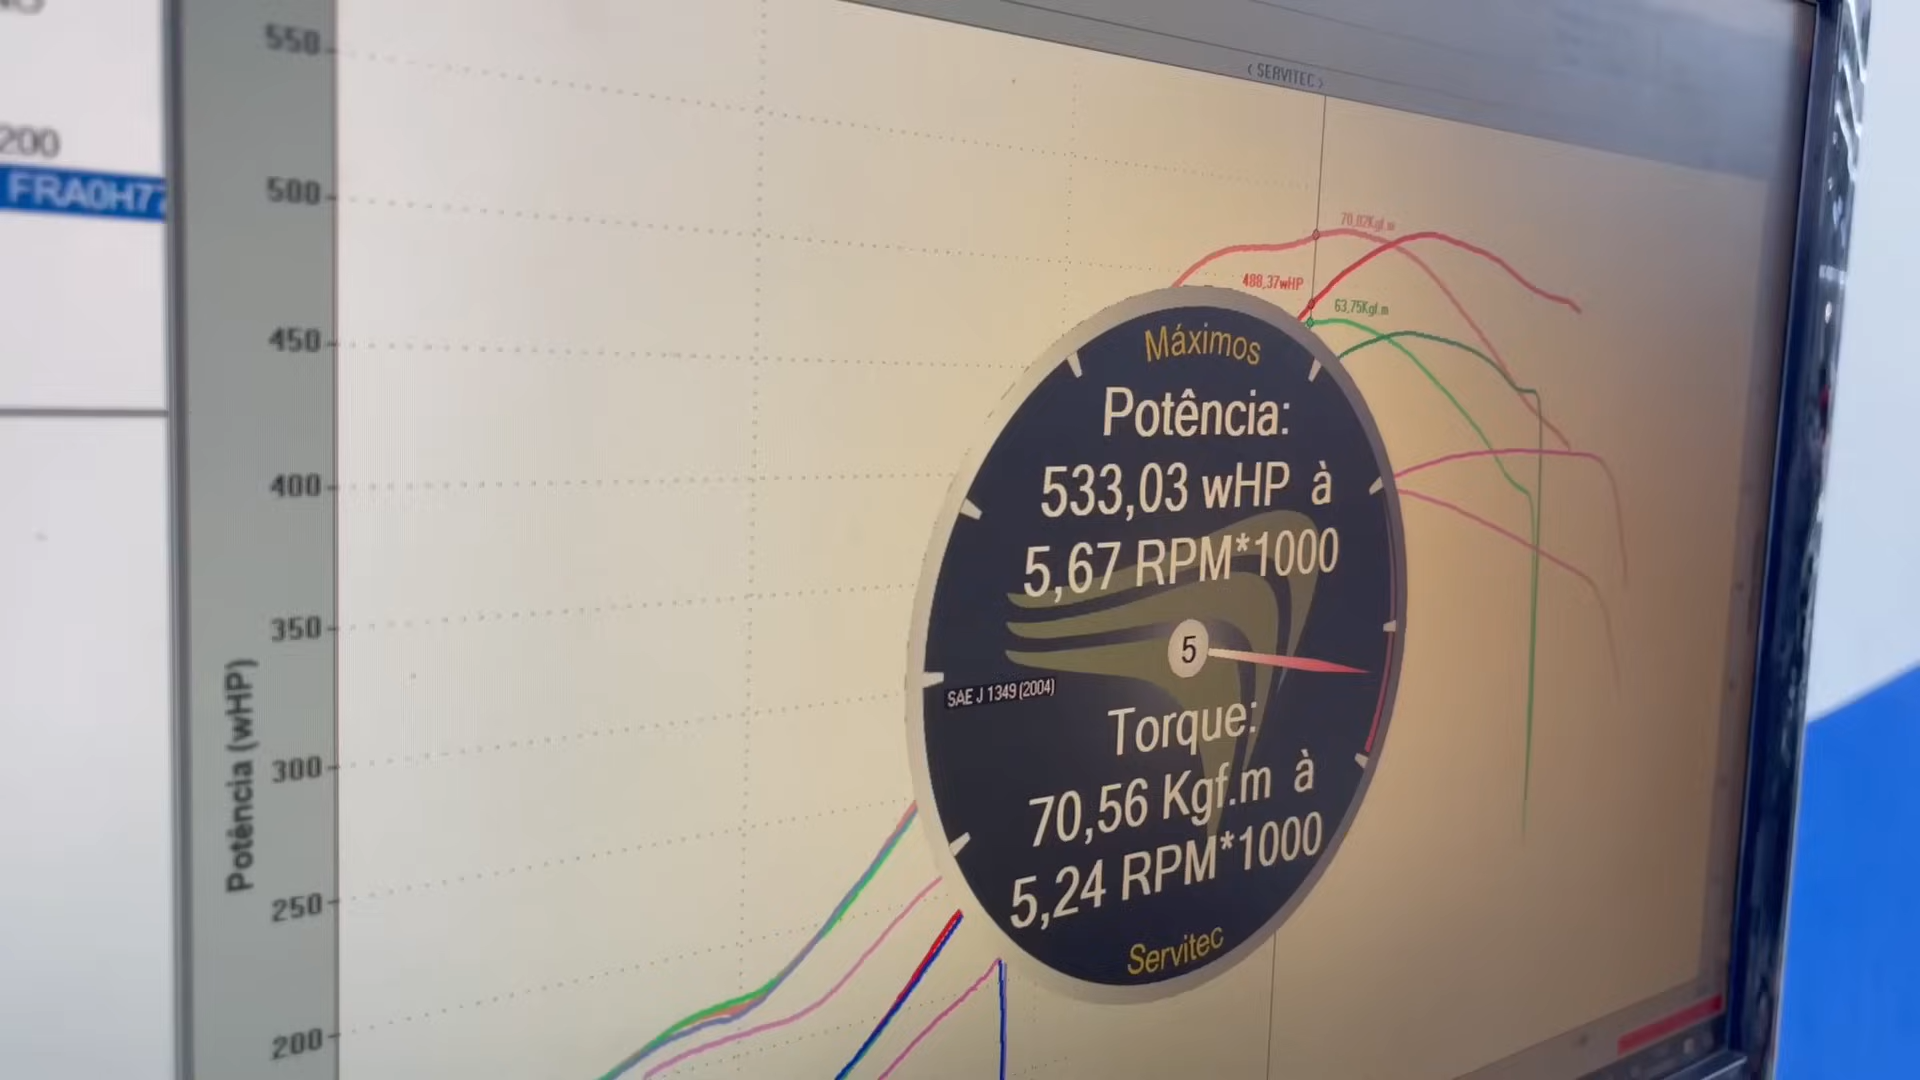 550
‹ SERVITEC ›
200
FRA0H77
500
70,02Kgf.m
488,37wHP
63,75Kgf.m
450
Máximos
Potência:
400
533,03 wHP à
5,67 RPM*1000
350
5
SAE J 1349 (2004)
Torque:
300
70,56 Kgf.m à
5,24 RPM*1000
Potência (wHP)
250
Servitec
200